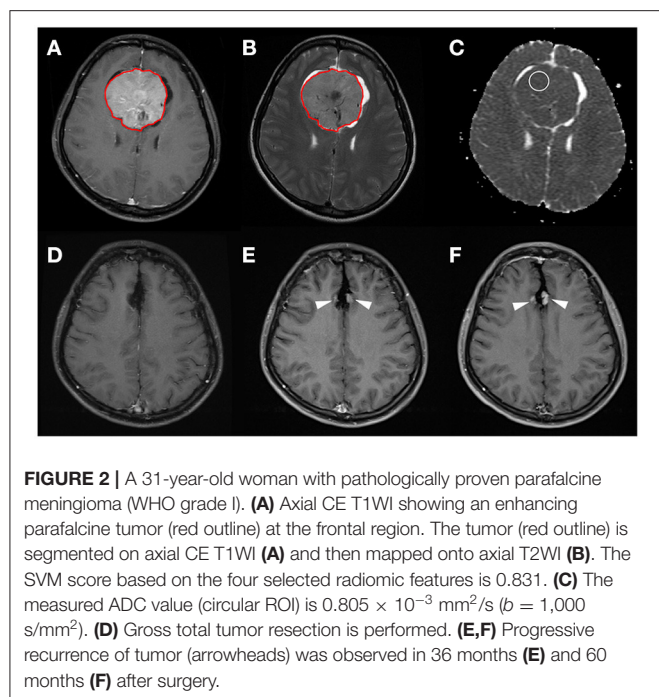 A
B
C
D
E
F
FIGURE 2 | A 31-year-old woman with pathologically proven parafalcine
meningioma (WHO grade I). (A) Axial CE T1WI showing an enhancing
parafalcine tumor (red outline) at the frontal region. The tumor (red outline) is
segmented on axial CE T1WI (A) and then mapped onto axial T2WI (B). The
SVM score based on the four selected radiomic features is 0.831. (C) The
measured ADC value (circular ROI) is 0.805 × 10⁻³ mm²/s (b = 1,000
s/mm²). (D) Gross total tumor resection is performed. (E,F) Progressive
recurrence of tumor (arrowheads) was observed in 36 months (E) and 60
months (F) after surgery.